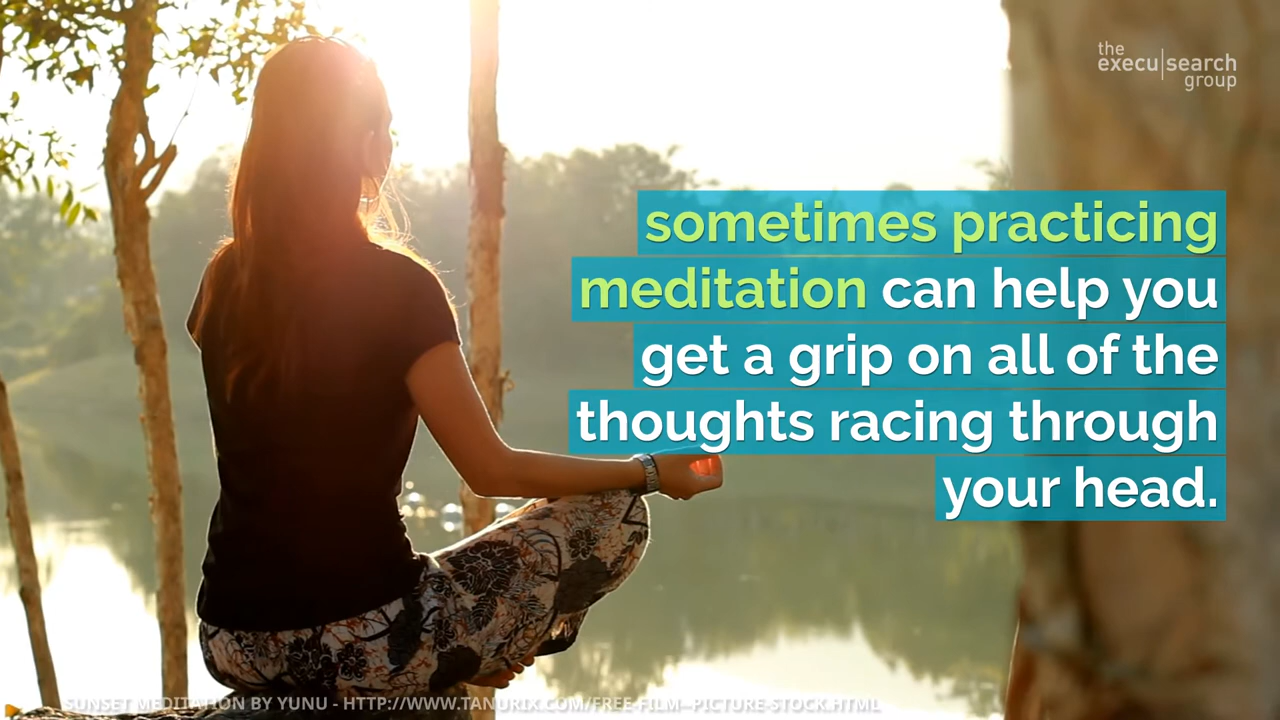 the
execu|search
group
sometimes practicing
meditation can help you
get a grip on all of the
thoughts racing through
your head.
SUNSET MEDITATION BY YUNU - HTTP://WWW.TANURIX.COM/FREE-FILM--PICTURE-STOCK.HTML